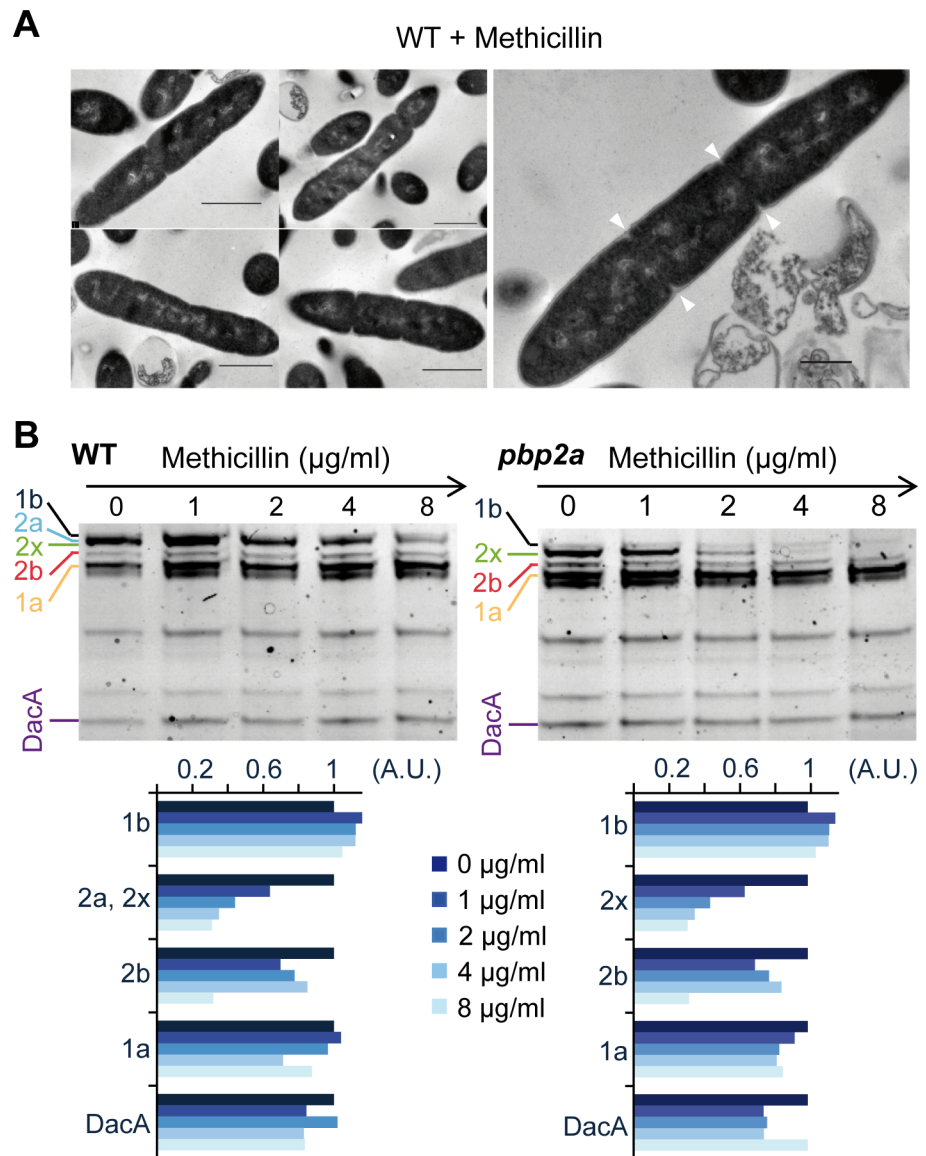 A
WT + Methicillin
B
WT Methicillin (µg/ml)
0 1 2 4 8
1b
2a
2x
2b
1a
DacA
pbp2a Methicillin (µg/ml)
0 1 2 4 8
1b
2x
2b
1a
DacA
0.2 0.6 1 (A.U.)
1b
2a, 2x
2b
1a
DacA
0 µg/ml
1 µg/ml
2 µg/ml
4 µg/ml
8 µg/ml
0.2 0.6 1 (A.U.)
1b
2x
2b
1a
DacA